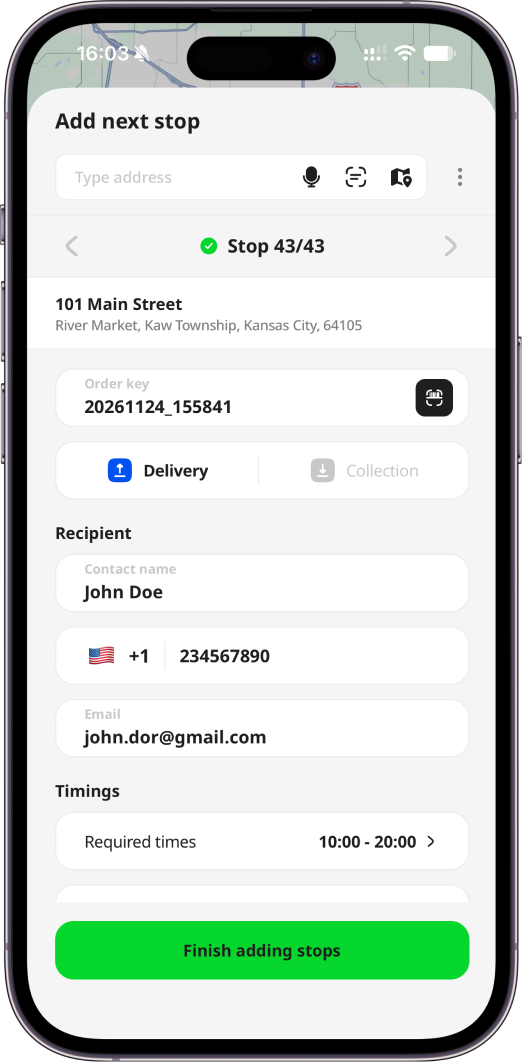 16:03
Add next stop
Type address
Stop 43/43
101 Main Street
River Market, Kaw Township, Kansas City, 64105
Order key
20261124_155841
Delivery
Collection
Recipient
Contact name
John Doe
+1 234567890
Email
john.dor@gmail.com
Timings
Required times 10:00 - 20:00
Finish adding stops